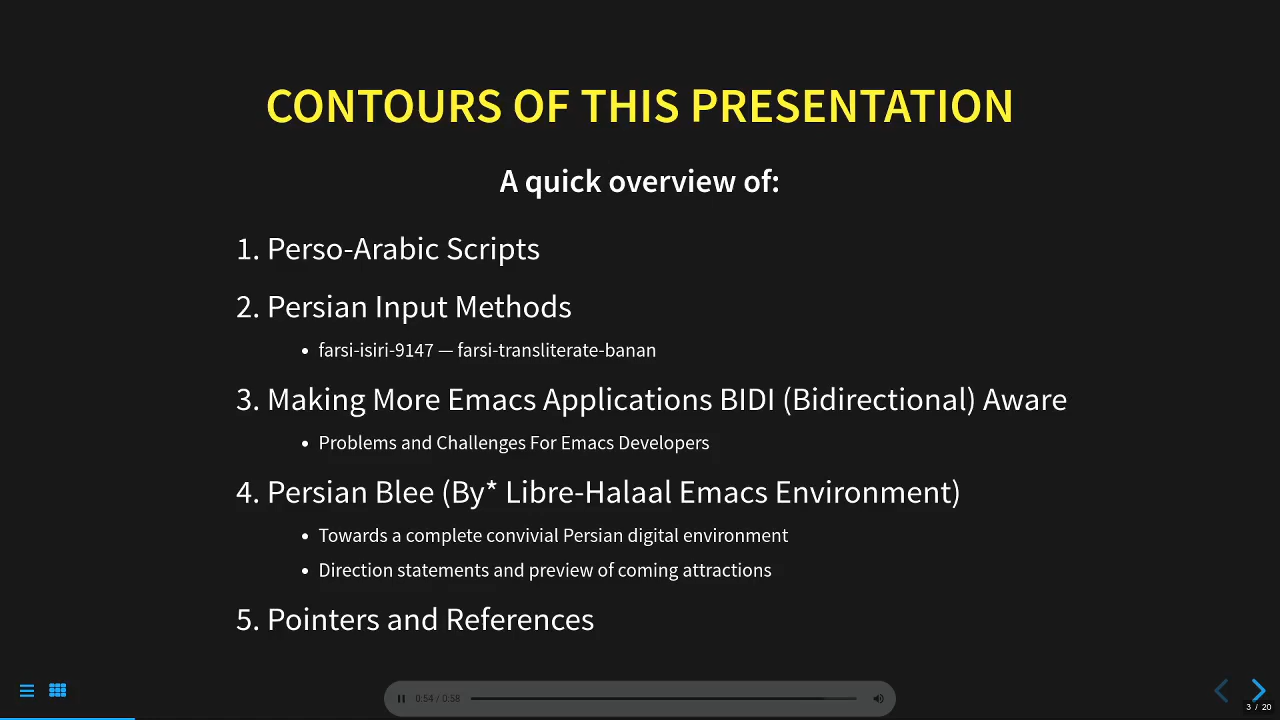 CONTOURS OF THIS PRESENTATION
A quick overview of:
1. Perso-Arabic Scripts
2. Persian Input Methods
• farsi-isiri-9147 — farsi-transliterate-banan
3. Making More Emacs Applications BIDI (Bidirectional) Aware
• Problems and Challenges For Emacs Developers
4. Persian Blee (By* Libre-Halaal Emacs Environment)
• Towards a complete convivial Persian digital environment
• Direction statements and preview of coming attractions
5. Pointers and References
0:54 / 0:58
3 / 20